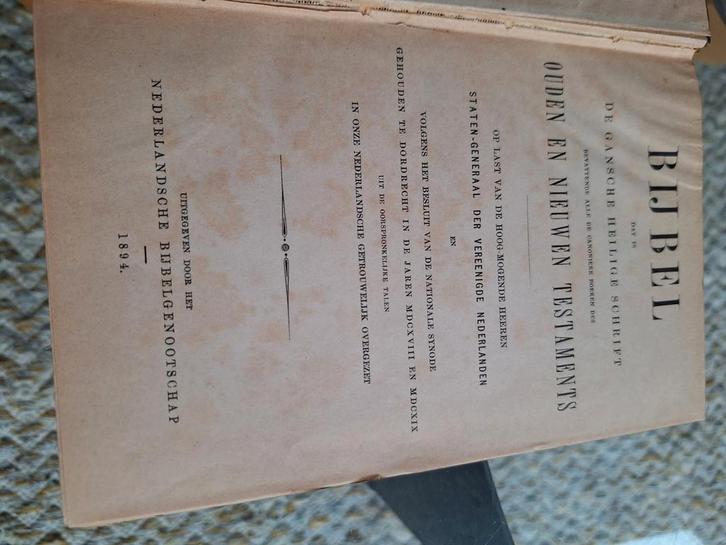 BIJBEL
DAT IS
DE GANSCHE HEILIGE SCHRIFT
BEVATTENDE ALLE DE CANONIEKE BOEKEN DES
OUDEN EN NIEUWEN TESTAMENTS
OP LAST VAN DE HOOG-MOGENDE HEEREN
STATEN-GENERAAL DER VEREENIGDE NEDERLANDEN
EN
VOLGENS HET BESLUIT VAN DE NATIONALE SYNODE
GEHOUDEN TE DORDRECHT IN DE JAREN MDCXVIII EN MDCXIX
UIT DE OORSPRONKELIJKE TALEN
IN ONZE NEDERLANDSCHE GETROUWELIJK OVERGEZET
UITGEGEVEN DOOR HET
NEDERLANDSCHE BIJBELGENOOTSCHAP
1894.